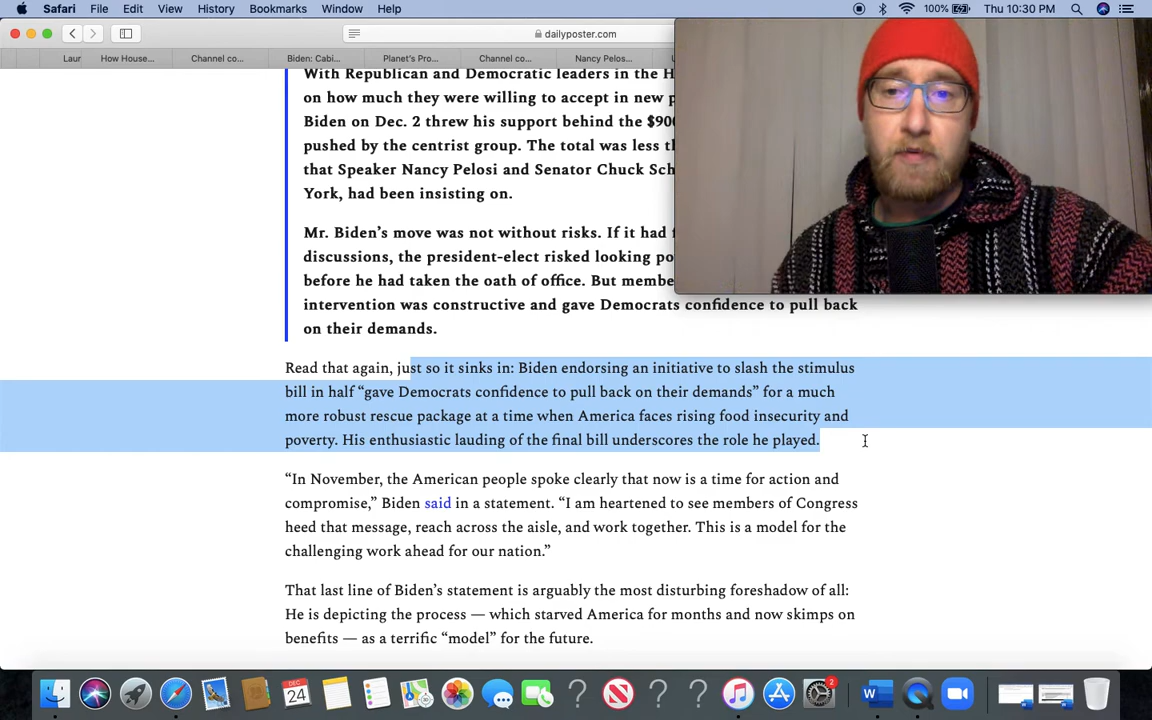 Safari File Edit View History Bookmarks Window Help 100% Thu 10:30 PM
dailyposter.com
Laur How House... Channel co... Biden: Cabi... Planet's Pro... Channel co... Nancy Pelos...
With Republican and Democratic leaders in the H
on how much they were willing to accept in new p
Biden on Dec. 2 threw his support behind the $90
pushed by the centrist group. The total was less th
that Speaker Nancy Pelosi and Senator Chuck Sch
York, had been insisting on.
Mr. Biden’s move was not without risks. If it had f
discussions, the president-elect risked looking po
before he had taken the oath of office. But membe
intervention was constructive and gave Democrats confidence to pull back
on their demands.
Read that again, just so it sinks in: Biden endorsing an initiative to slash the stimulus
bill in half “gave Democrats confidence to pull back on their demands” for a much
more robust rescue package at a time when America faces rising food insecurity and
poverty. His enthusiastic lauding of the final bill underscores the role he played.
“In November, the American people spoke clearly that now is a time for action and
compromise,” Biden said in a statement. “I am heartened to see members of Congress
heed that message, reach across the aisle, and work together. This is a model for the
challenging work ahead for our nation.”
That last line of Biden’s statement is arguably the most disturbing foreshadow of all:
He is depicting the process — which starved America for months and now skimps on
benefits — as a terrific “model” for the future.
DEC
24
2